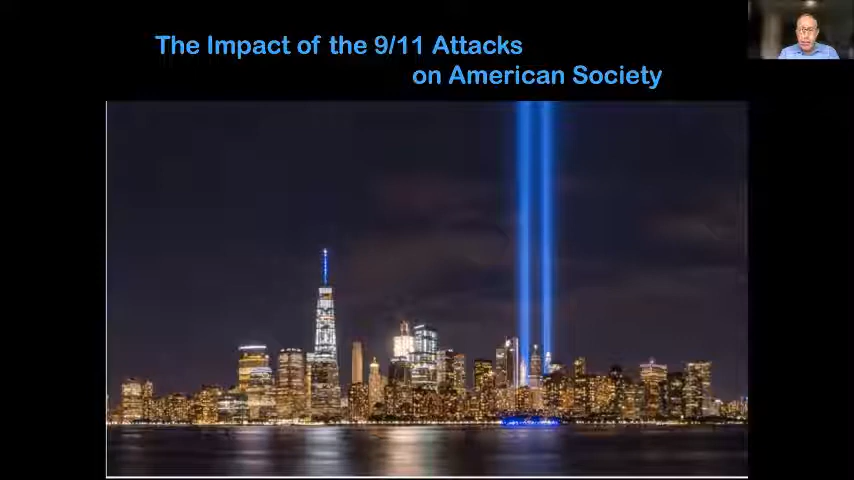 The Impact of the 9/11 Attacks
on American Society